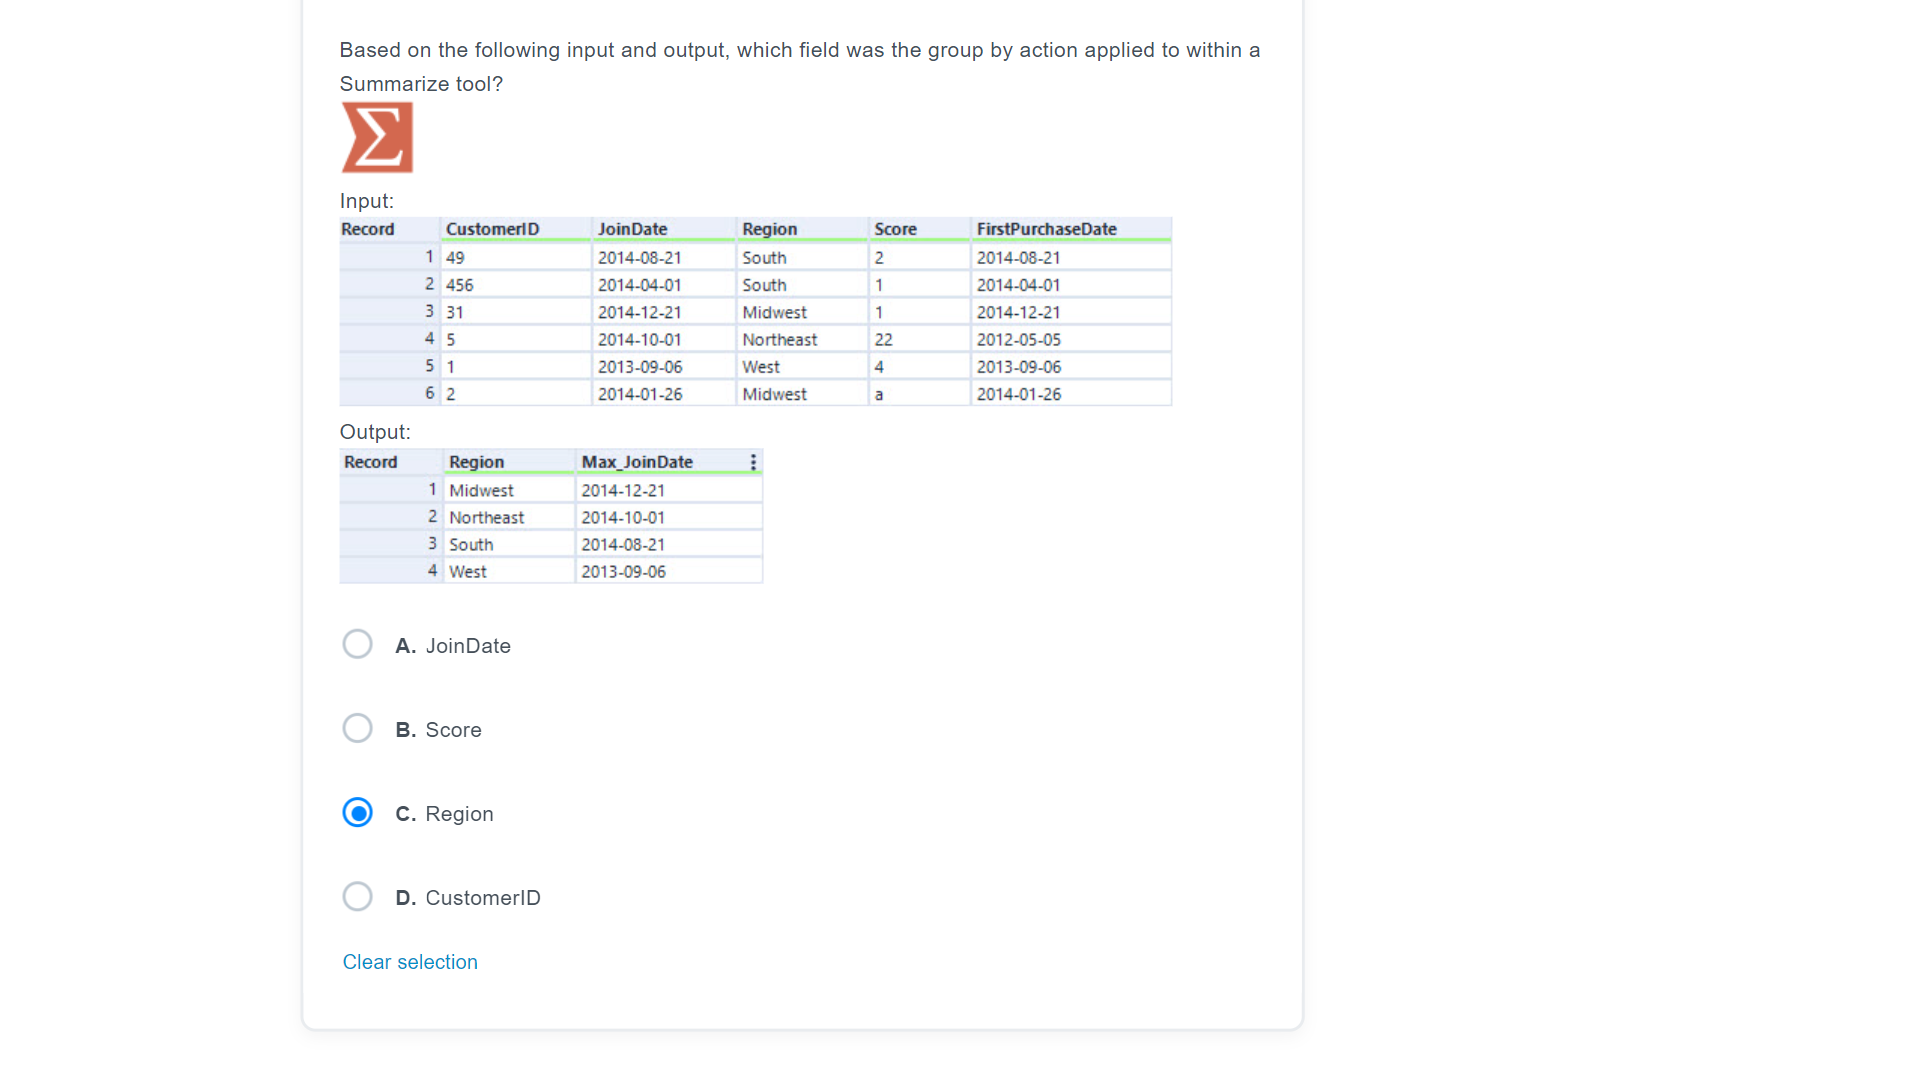 Based on the following input and output, which field was the group by action applied to within a
Summarize tool?
Σ
Input:
Record CustomerID JoinDate Region Score FirstPurchaseDate
1 49 2014-08-21 South 2 2014-08-21
2 456 2014-04-01 South 1 2014-04-01
3 31 2014-12-21 Midwest 1 2014-12-21
4 5 2014-10-01 Northeast 22 2012-05-05
5 1 2013-09-06 West 4 2013-09-06
6 2 2014-01-26 Midwest a 2014-01-26
Output:
Record Region Max_JoinDate
1 Midwest 2014-12-21
2 Northeast 2014-10-01
3 South 2014-08-21
4 West 2013-09-06
A. JoinDate
B. Score
C. Region
D. CustomerID
Clear selection